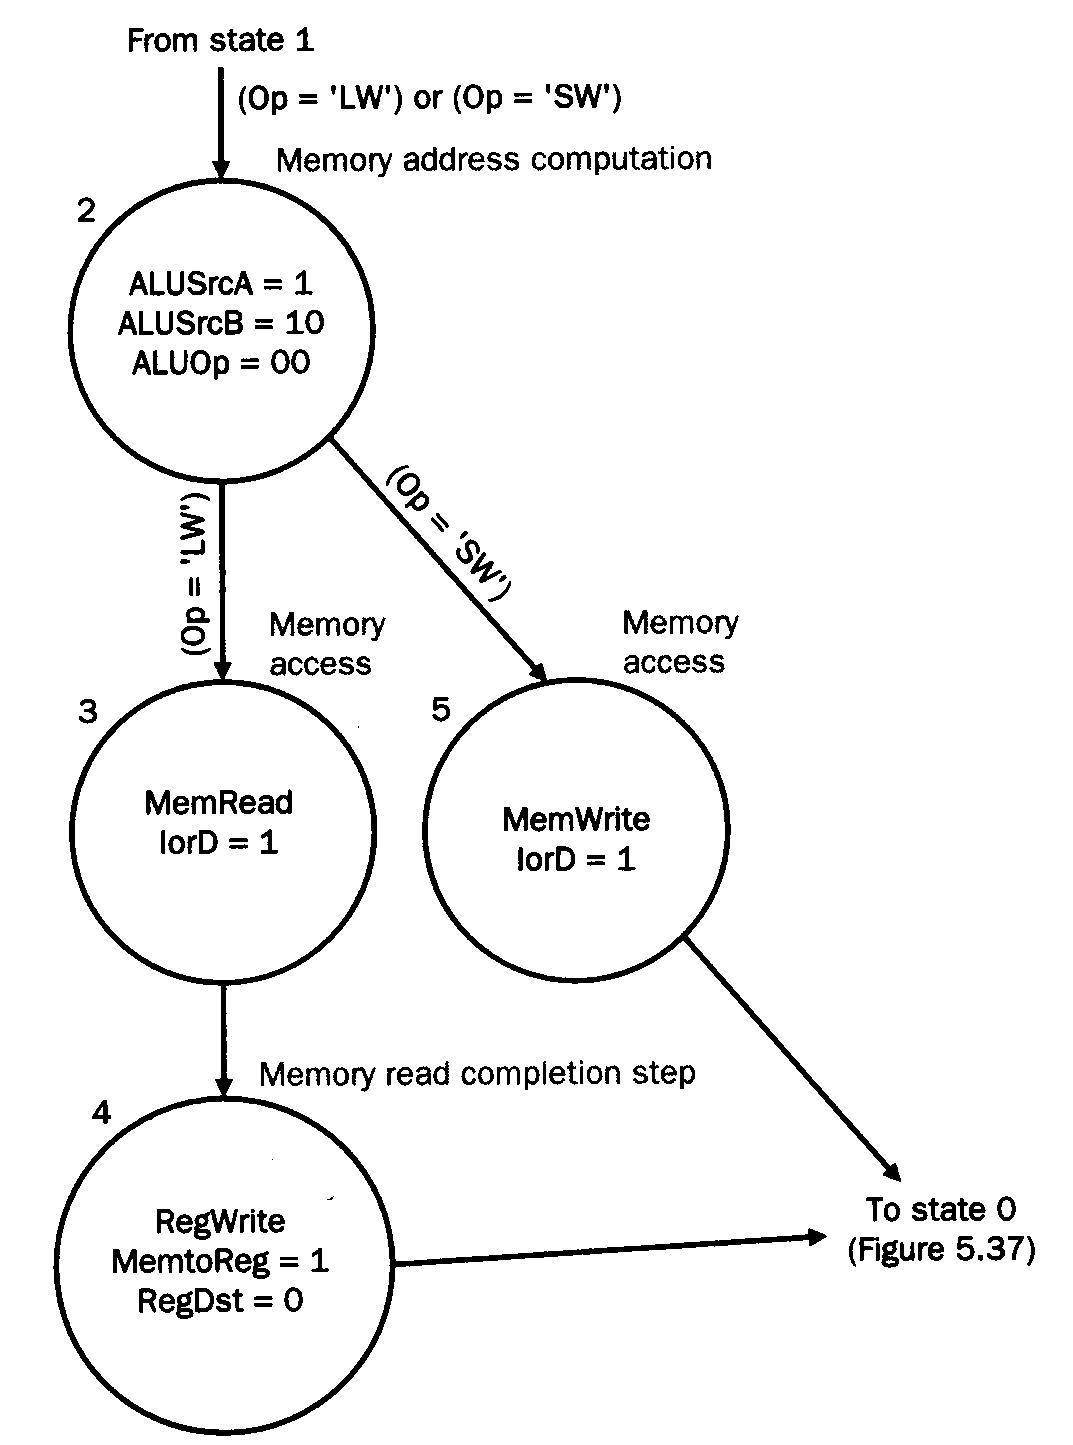 From state 1
(Op = 'LW') or (Op = 'SW')
Memory address computation
2
ALUSrcA = 1
ALUSrcB = 10
ALUOp = 00
(Op = 'LW')
(Op = 'SW')
Memory
access
Memory
access
3
5
MemRead
IorD = 1
MemWrite
IorD = 1
Memory read completion step
4
RegWrite
MemtoReg = 1
RegDst = 0
To state 0
(Figure 5.37)